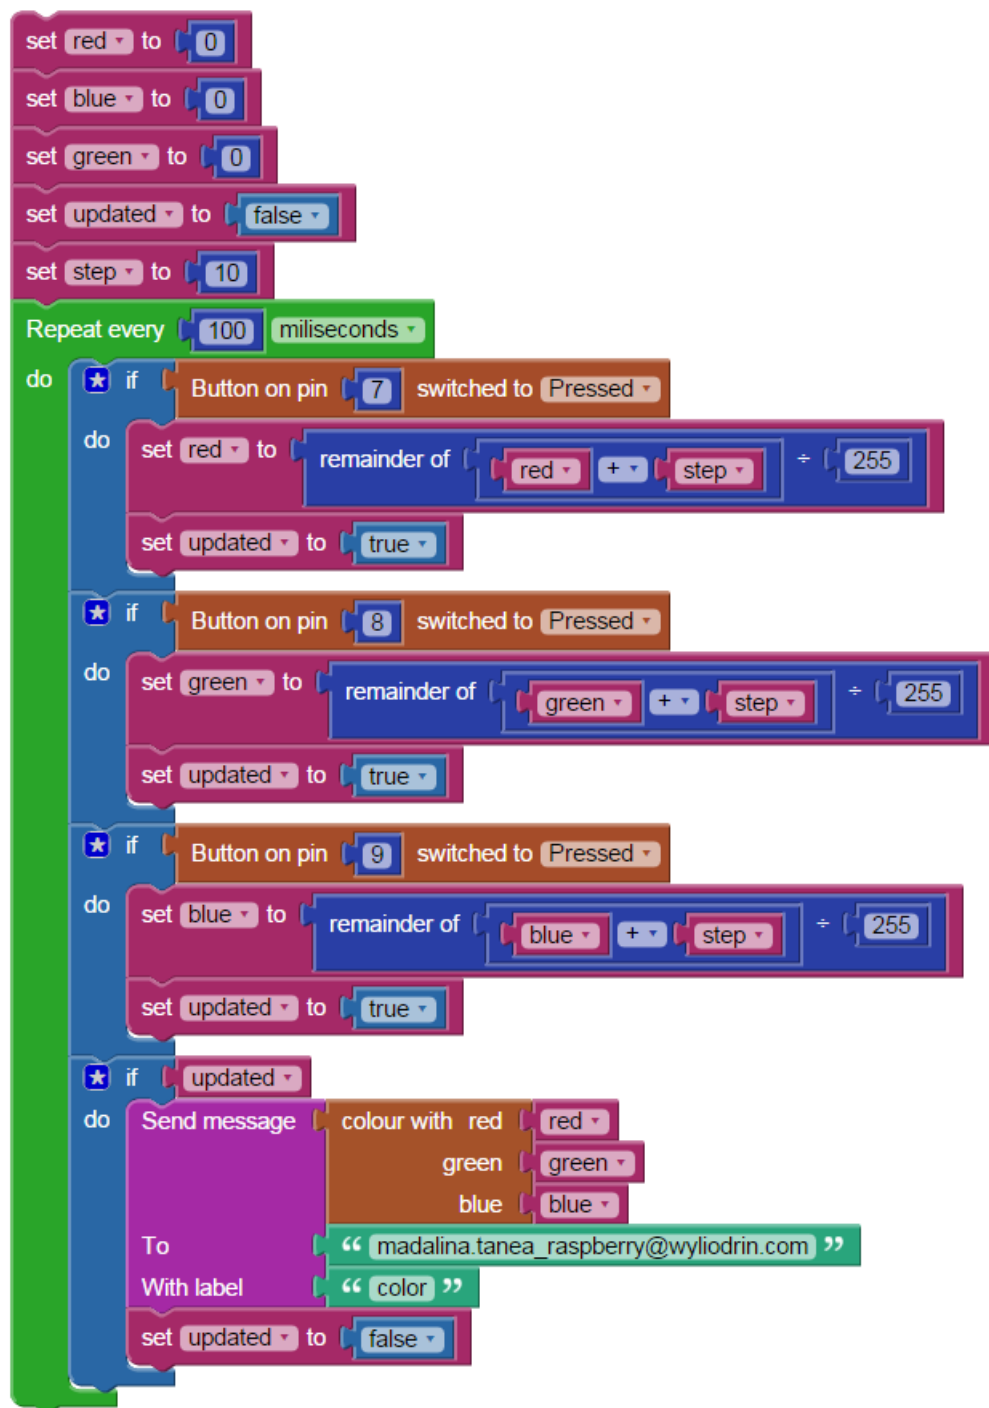 set red to 0
set blue to 0
set green to 0
set updated to false
set step to 10
Repeat every 100 miliseconds
do if Button on pin 7 switched to Pressed
do set red to remainder of red + step ÷ 255
set updated to true
if Button on pin 8 switched to Pressed
do set green to remainder of green + step ÷ 255
set updated to true
if Button on pin 9 switched to Pressed
do set blue to remainder of blue + step ÷ 255
set updated to true
if updated
do Send message colour with red red
green green
blue blue
To “ madalina.tanea_raspberry@wyliodrin.com ”
With label “ color ”
set updated to false